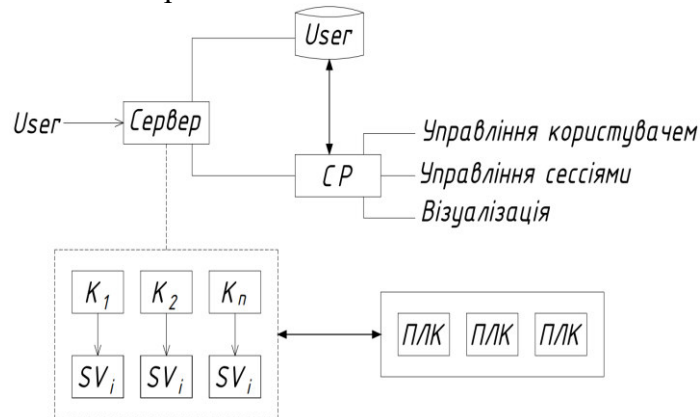 User
User
Сервер
Управління користувачем
СР
Управління сессіями
Візуалізація
K₁ K₂ Kₙ
ПЛК ПЛК ПЛК
SVᵢ SVᵢ SVᵢ